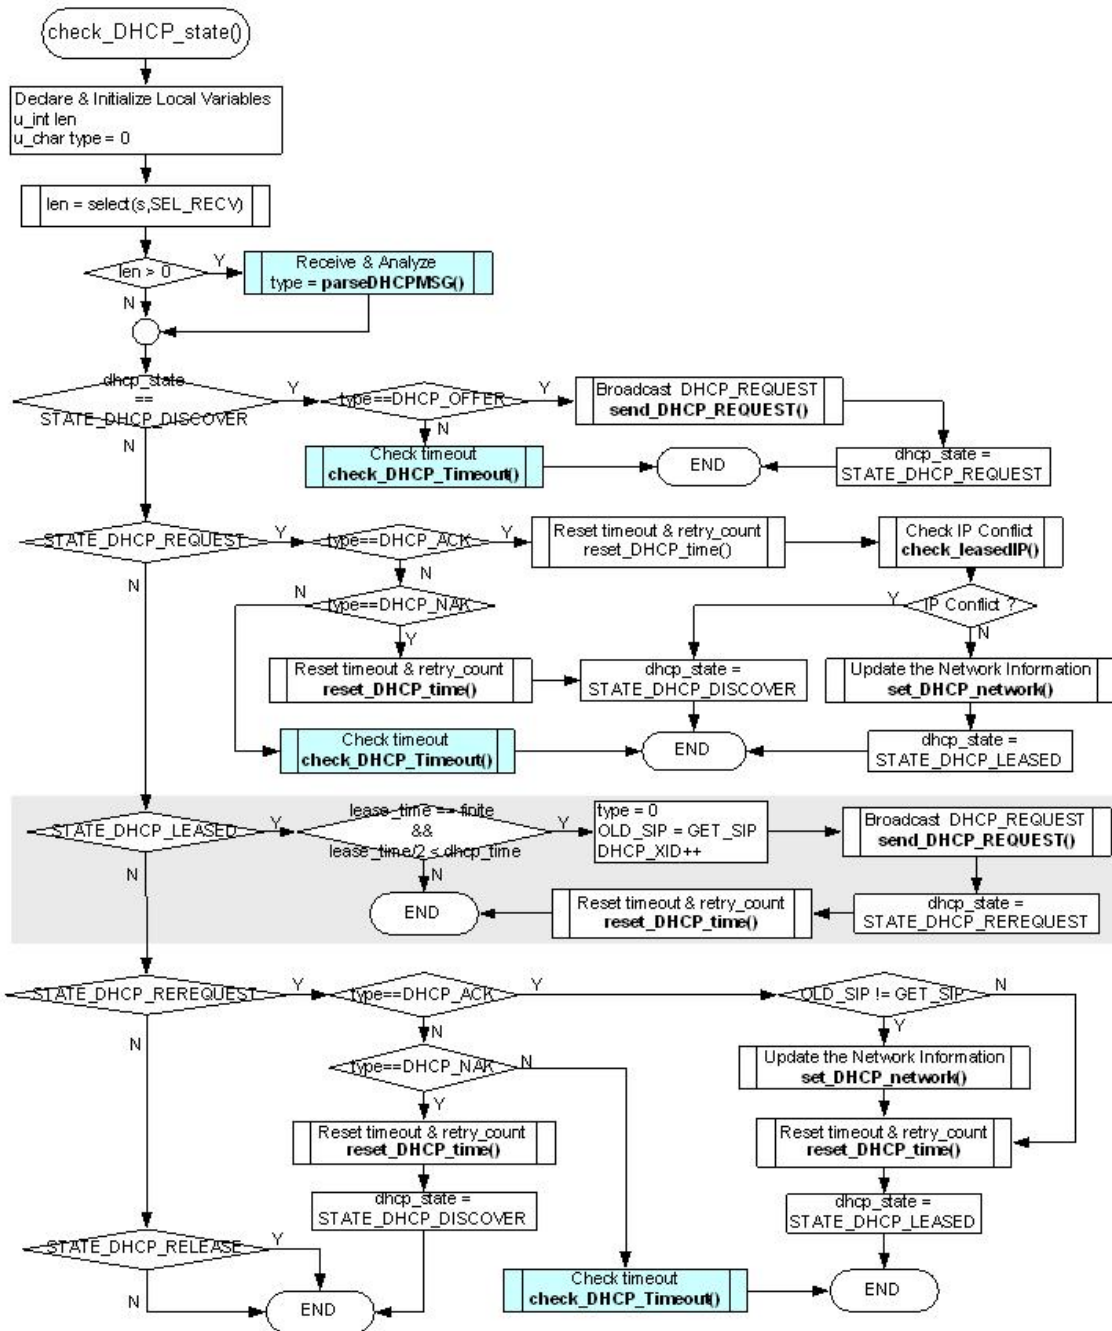 check_DHCP_state()
Declare & Initialize Local Variables
u_int len
u_char type = 0
len = select(s,SEL_RECV)
len > 0
Y
Receive & Analyze
type = parseDHCPMSG()
N
dhcp_state
==
STATE_DHCP_DISCOVER
Y
type==DHCP_OFFER
Y
Broadcast DHCP_REQUEST
send_DHCP_REQUEST()
N
N
Check timeout
check_DHCP_Timeout()
END
dhcp_state =
STATE_DHCP_REQUEST
STATE_DHCP_REQUEST
Y
type==DHCP_ACK
Y
Reset timeout & retry_count
reset_DHCP_time()
Check IP Conflict
check_leasedIP()
N
N
N
type==DHCP_NAK
Y
IP Conflict ?
Y
N
Reset timeout & retry_count
reset_DHCP_time()
dhcp_state =
STATE_DHCP_DISCOVER
Update the Network Information
set_DHCP_network()
Check timeout
check_DHCP_Timeout()
END
dhcp_state =
STATE_DHCP_LEASED
STATE_DHCP_LEASED
Y
lease_time == finite
&&
lease_time/2 < dhcp_time
Y
type = 0
OLD_SIP = GET_SIP
DHCP_XID++
Broadcast DHCP_REQUEST
send_DHCP_REQUEST()
N
N
END
Reset timeout & retry_count
reset_DHCP_time()
dhcp_state =
STATE_DHCP_REREQUEST
STATE_DHCP_REREQUEST
Y
type==DHCP_ACK
Y
OLD_SIP != GET_SIP
N
N
N
Y
type==DHCP_NAK
N
Update the Network Information
set_DHCP_network()
Y
Reset timeout & retry_count
reset_DHCP_time()
Reset timeout & retry_count
reset_DHCP_time()
dhcp_state =
STATE_DHCP_DISCOVER
dhcp_state =
STATE_DHCP_LEASED
STATE_DHCP_RELEASE
Y
N
END
Check timeout
check_DHCP_Timeout()
END